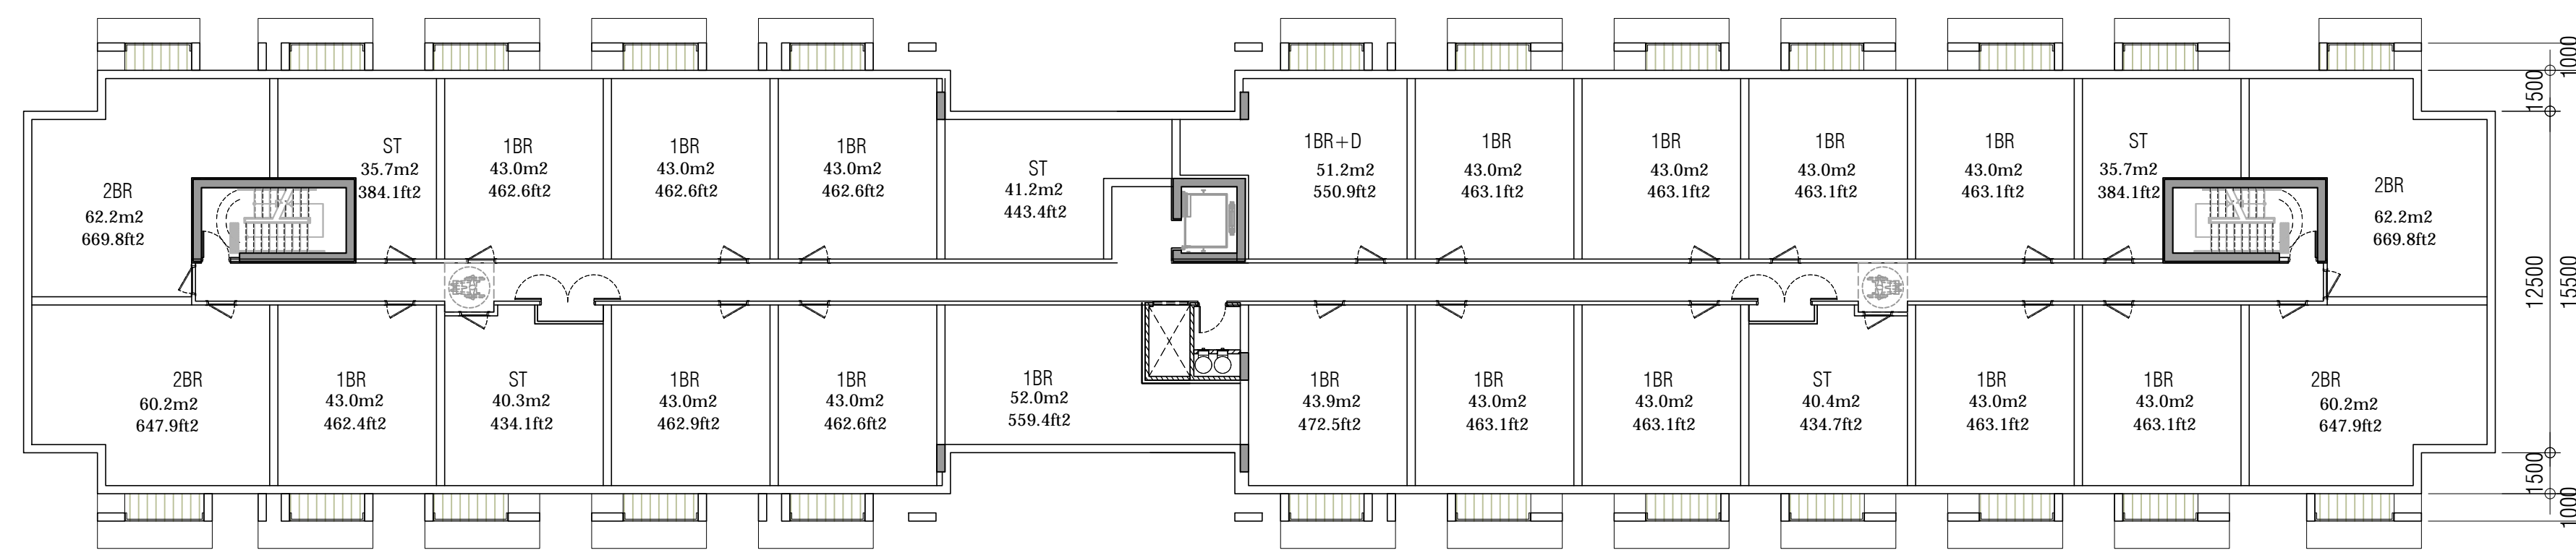 2BR
62.2m2
669.8ft2
ST
35.7m2
384.1ft2
1BR
43.0m2
462.6ft2
1BR
43.0m2
462.6ft2
1BR
43.0m2
462.6ft2
ST
41.2m2
443.4ft2
1BR+D
51.2m2
550.9ft2
1BR
43.0m2
463.1ft2
1BR
43.0m2
463.1ft2
1BR
43.0m2
463.1ft2
1BR
43.0m2
463.1ft2
ST
35.7m2
384.1ft2
2BR
62.2m2
669.8ft2
2BR
60.2m2
647.9ft2
1BR
43.0m2
462.4ft2
ST
40.3m2
434.1ft2
1BR
43.0m2
462.9ft2
1BR
43.0m2
462.6ft2
1BR
52.0m2
559.4ft2
1BR
43.9m2
472.5ft2
1BR
43.0m2
463.1ft2
1BR
43.0m2
463.1ft2
ST
40.4m2
434.7ft2
1BR
43.0m2
463.1ft2
1BR
43.0m2
463.1ft2
2BR
60.2m2
647.9ft2
1000
1500
12500
15500
1500
1000